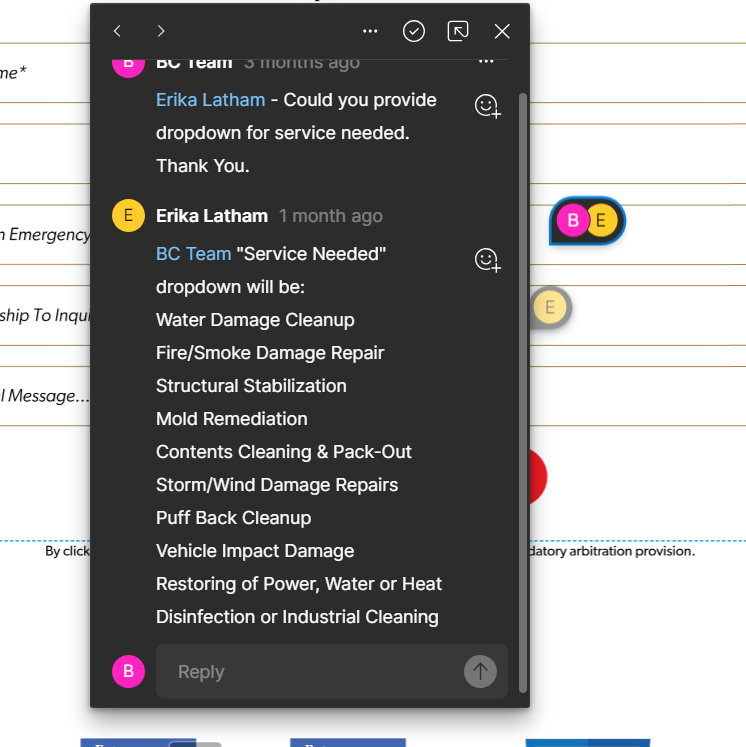 me*
B BC Team 3 months ago
Erika Latham - Could you provide
dropdown for service needed.
Thank You.
E Erika Latham 1 month ago
BC Team "Service Needed"
dropdown will be:
Water Damage Cleanup
Fire/Smoke Damage Repair
Structural Stabilization
Mold Remediation
Contents Cleaning & Pack-Out
Storm/Wind Damage Repairs
Puff Back Cleanup
Vehicle Impact Damage
Restoring of Power, Water or Heat
Disinfection or Industrial Cleaning
B Reply
B E
n Emergency
E
ship To Inqui
l Message...
By click
datory arbitration provision.